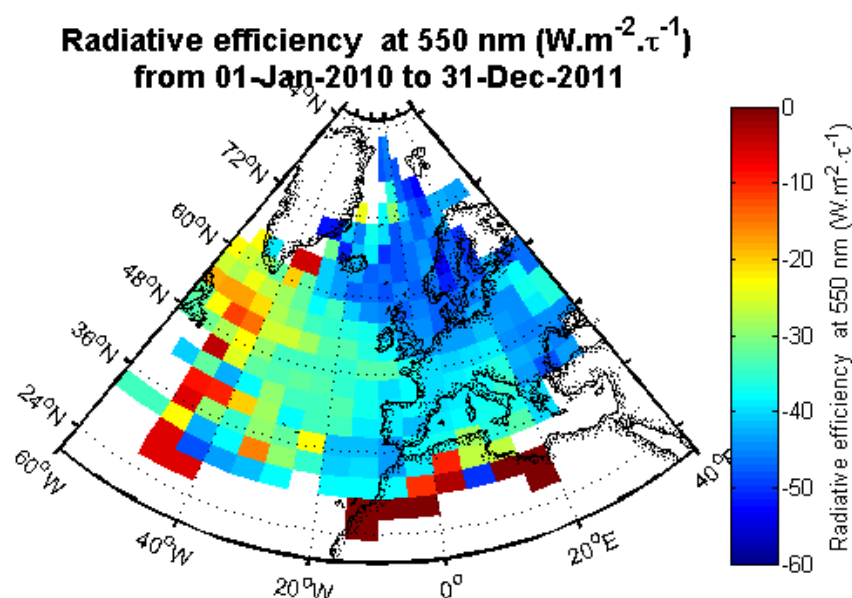 Radiative efficiency at 550 nm (W.m⁻².τ⁻¹)
from 01-Jan-2010 to 31-Dec-2011
72°N
60°N
48°N
36°N
24°N
60°W
40°W
20°W
0°
20°E
0
-10
-20
-30
-40
-50
-60
Radiative efficiency at 550 nm (W.m⁻².τ⁻¹)